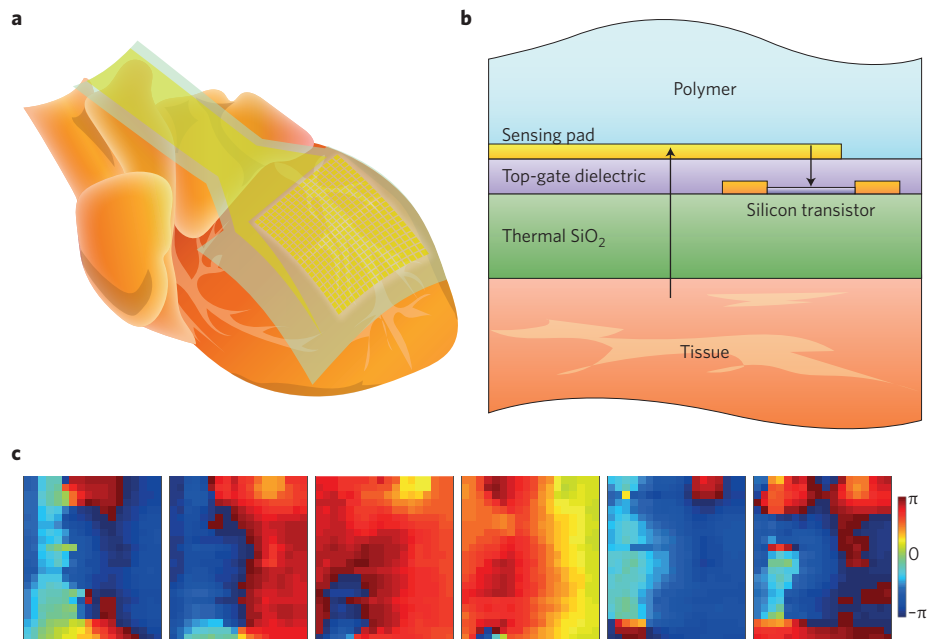 a
b
Polymer
Sensing pad
Top-gate dielectric
Silicon transistor
Thermal SiO₂
Tissue
c
π
0
−π